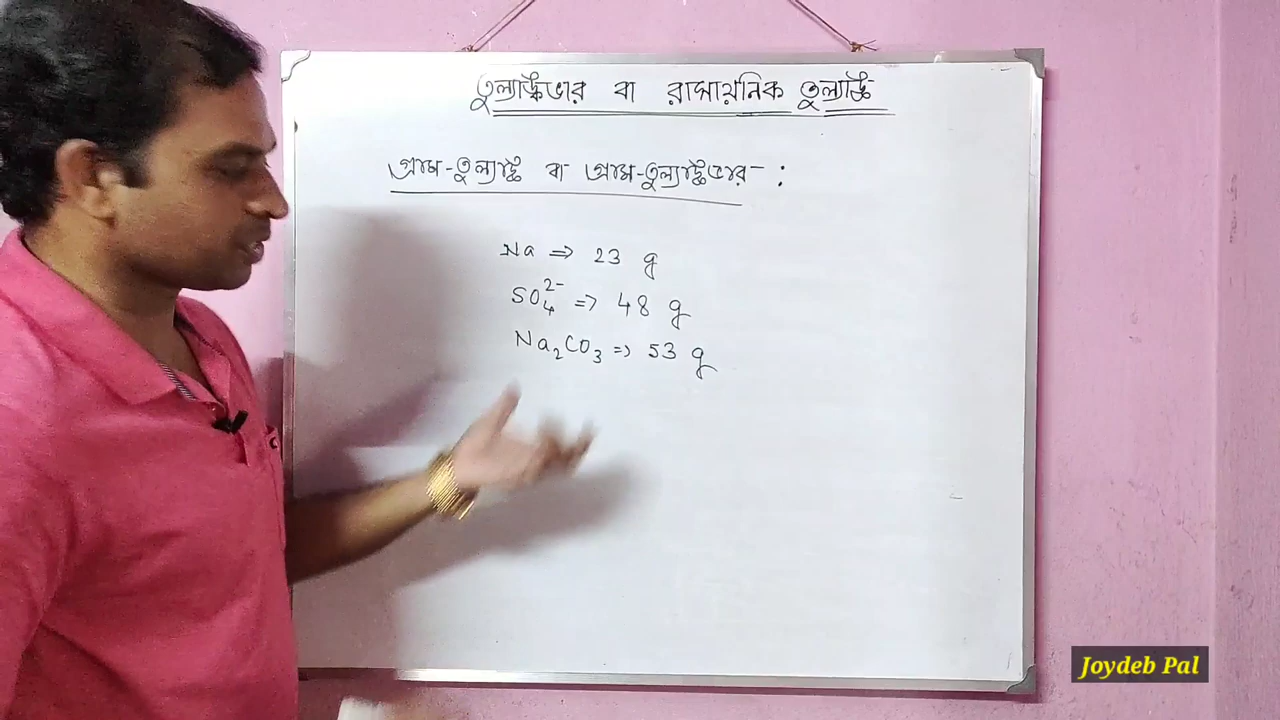 তুল্যাঙ্কভার বা রাসায়নিক তুল্যাঙ্ক
গ্রাম-তুল্যাঙ্ক বা গ্রাম-তুল্যাঙ্কভার :
Na ⇒ 23 g
SO₄²⁻ ⇒ 48 g
Na₂CO₃ ⇒ 53 g
Joydeb Pal